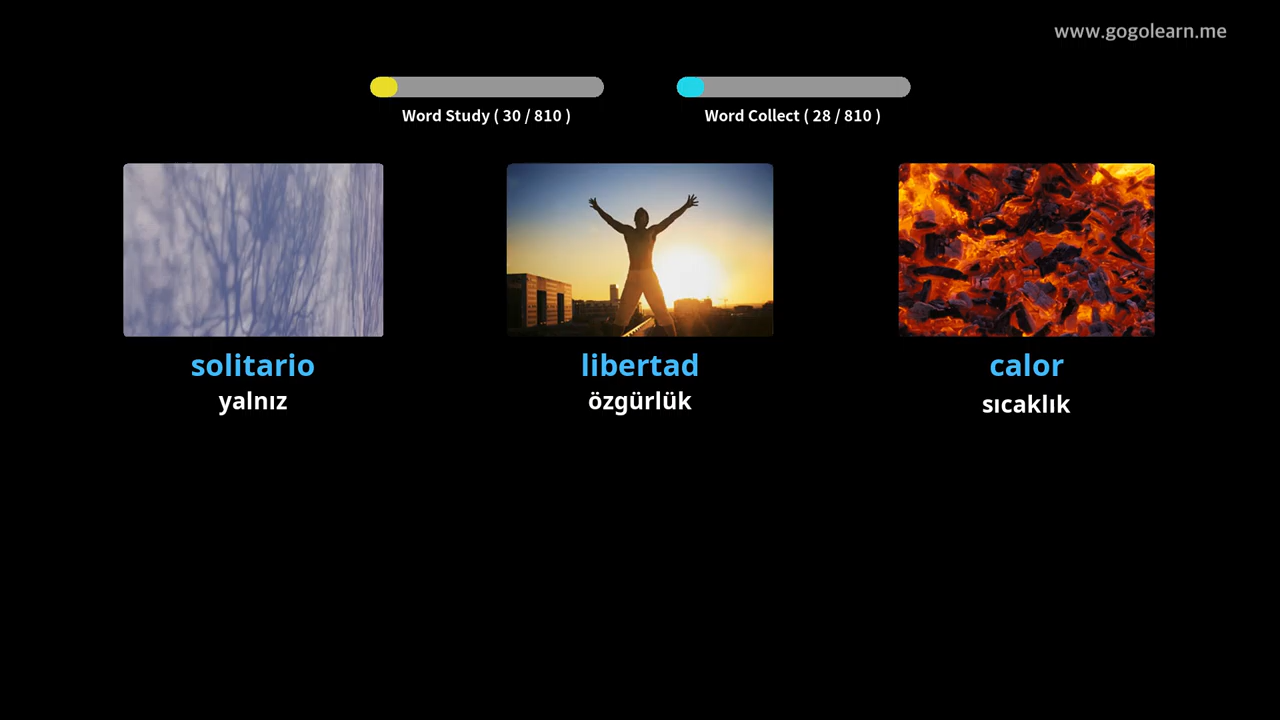 www.gogolearn.me
Word Study ( 30 / 810 )
Word Collect ( 28 / 810 )
solitario
yalnız
libertad
özgürlük
calor
sıcaklık